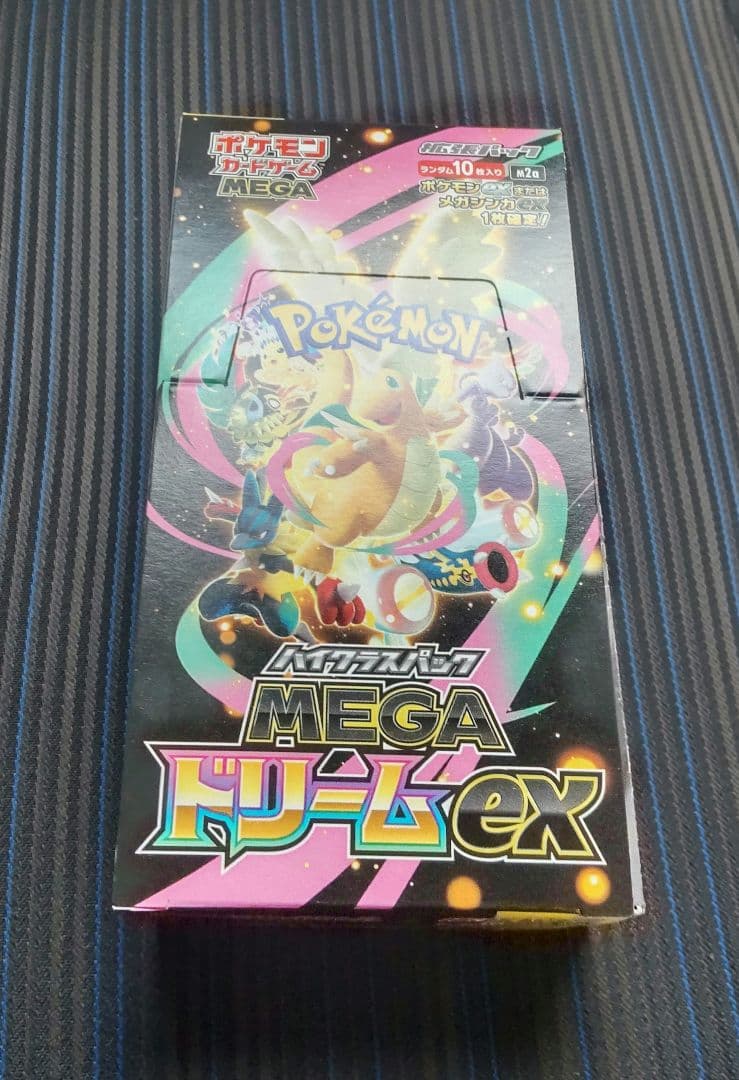 ポケモン
カードゲーム
MEGA
拡張パック
ランダム10枚入り M2a
ポケモンexまたは
メガシンカex
1枚確定!
POKéMON
ハイクラスパック
MEGA
ドリームex